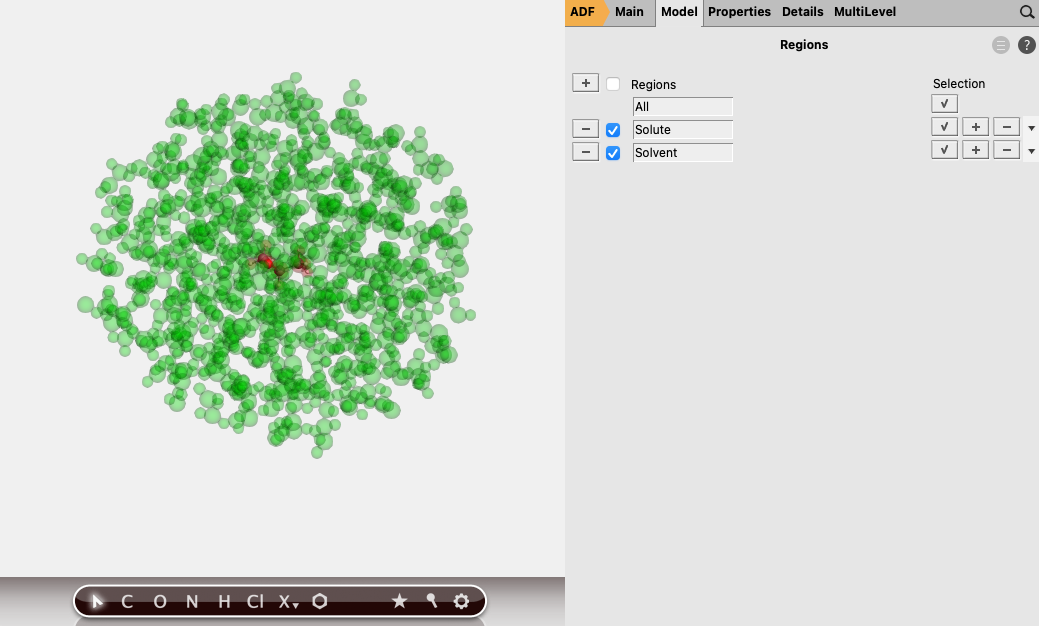 ADF Main Model Properties Details MultiLevel
Regions
?
Regions Selection
All
Solute
Solvent
C O N H Cl X